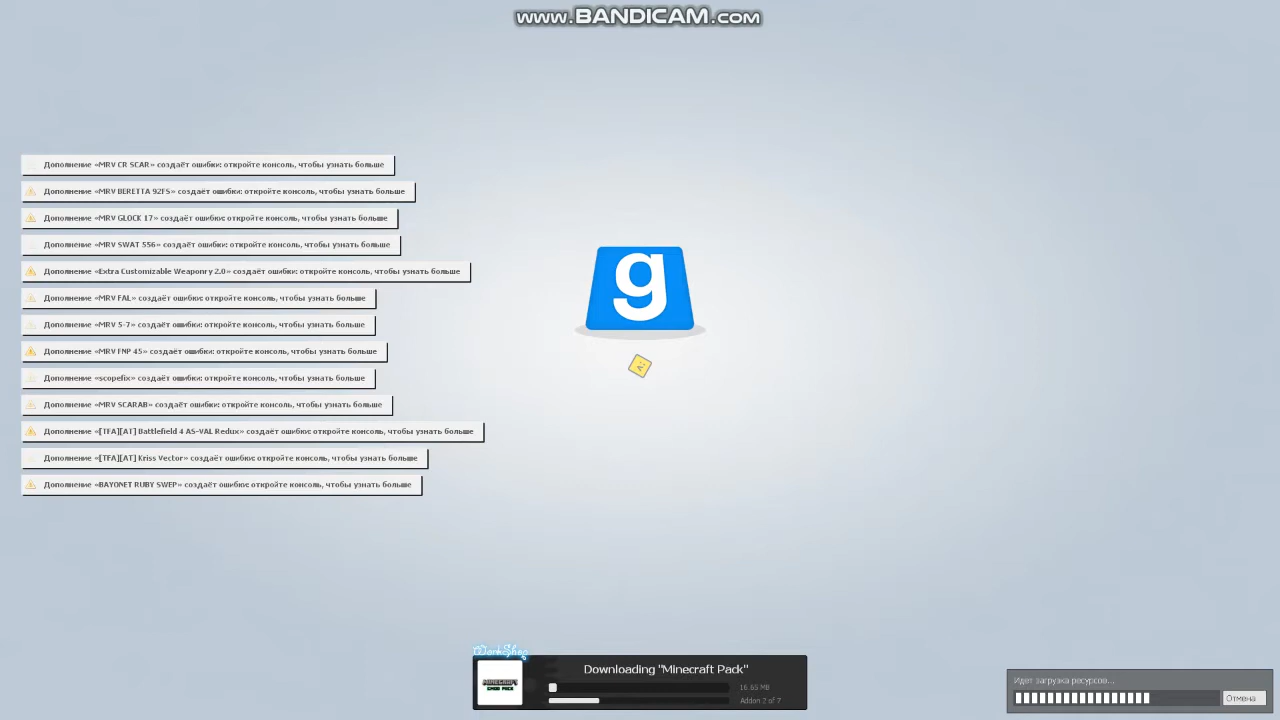 www.BANDICAM.com
Дополнение «MRV CR SCAR» создаёт ошибки: откройте консоль, чтобы узнать больше
Дополнение «MRV BERETTA 92FS» создаёт ошибки: откройте консоль, чтобы узнать больше
Дополнение «MRV GLOCK 17» создаёт ошибки: откройте консоль, чтобы узнать больше
Дополнение «MRV SWAT 556» создаёт ошибки: откройте консоль, чтобы узнать больше
Дополнение «Extra Customizable Weaponry 2.0» создаёт ошибки: откройте консоль, чтобы узнать больше
Дополнение «MRV FAL» создаёт ошибки: откройте консоль, чтобы узнать больше
Дополнение «MRV 5-7» создаёт ошибки: откройте консоль, чтобы узнать больше
Дополнение «MRV FNP 45» создаёт ошибки: откройте консоль, чтобы узнать больше
Дополнение «scopefix» создаёт ошибки: откройте консоль, чтобы узнать больше
Дополнение «MRV SCARAB» создаёт ошибки: откройте консоль, чтобы узнать больше
Дополнение «[TFA][AT] Battlefield 4 AS-VAL Redux» создаёт ошибки: откройте консоль, чтобы узнать больше
Дополнение «[TFA][AT] Kriss Vector» создаёт ошибки: откройте консоль, чтобы узнать больше
Дополнение «BAYONET RUBY SWEP» создаёт ошибки: откройте консоль, чтобы узнать больше
g
WorkShop
MINECRAFT
GMOD PACK
Downloading "Minecraft Pack"
16.65 MB
Addon 2 of 7
Идет загрузка ресурсов...
Отмена